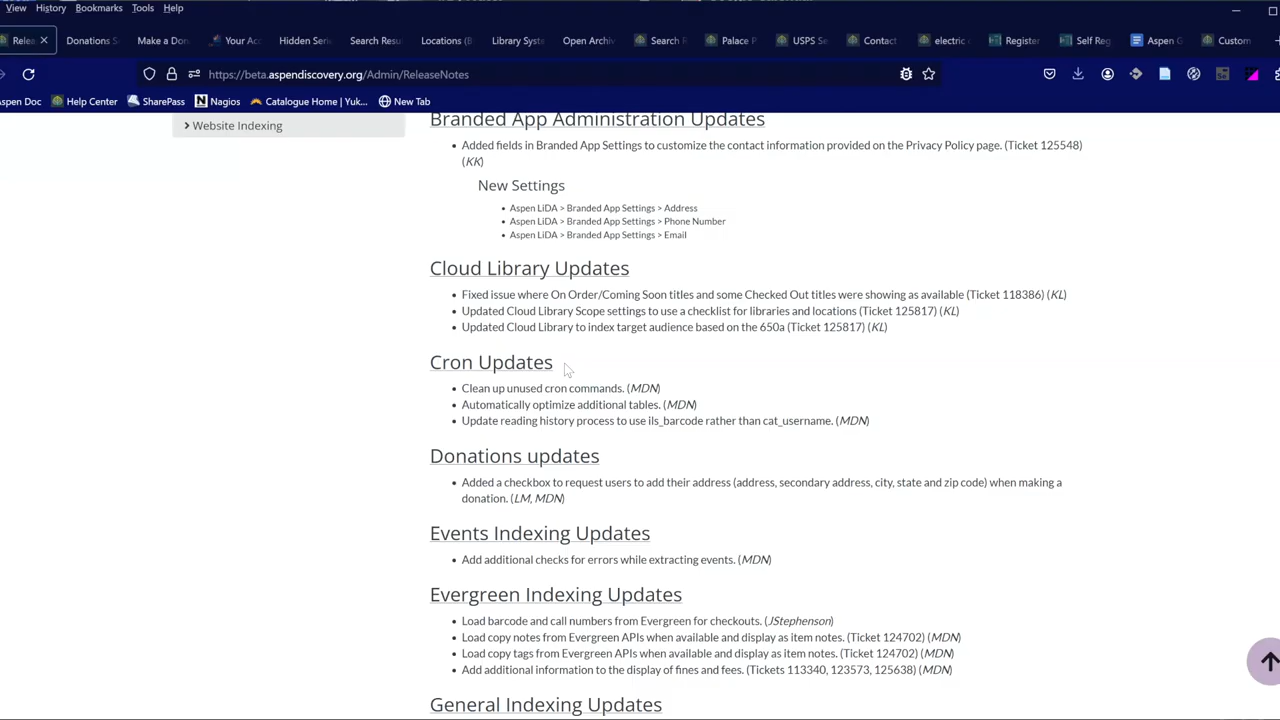 View History Bookmarks Tools Help
Relea Donations S Make a Don Your Acc Hidden Seri Search Resu Locations (B Library Syste Open Archiv Search R Palace P USPS Se Contact electric Register Self Reg Aspen G Custom
https://beta.aspendiscovery.org/Admin/ReleaseNotes
spen Doc Help Center SharePass Nagios Catalogue Home | Yuk... New Tab
Website Indexing
Branded App Administration Updates
• Added fields in Branded App Settings to customize the contact information provided on the Privacy Policy page. (Ticket 125548)
(KK)
New Settings
• Aspen LiDA > Branded App Settings > Address
• Aspen LiDA > Branded App Settings > Phone Number
• Aspen LiDA > Branded App Settings > Email
Cloud Library Updates
• Fixed issue where On Order/Coming Soon titles and some Checked Out titles were showing as available (Ticket 118386) (KL)
• Updated Cloud Library Scope settings to use a checklist for libraries and locations (Ticket 125817) (KL)
• Updated Cloud Library to index target audience based on the 650a (Ticket 125817) (KL)
Cron Updates
• Clean up unused cron commands. (MDN)
• Automatically optimize additional tables. (MDN)
• Update reading history process to use ils_barcode rather than cat_username. (MDN)
Donations updates
• Added a checkbox to request users to add their address (address, secondary address, city, state and zip code) when making a
donation. (LM, MDN)
Events Indexing Updates
• Add additional checks for errors while extracting events. (MDN)
Evergreen Indexing Updates
• Load barcode and call numbers from Evergreen for checkouts. (JStephenson)
• Load copy notes from Evergreen APIs when available and display as item notes. (Ticket 124702) (MDN)
• Load copy tags from Evergreen APIs when available and display as item notes. (Ticket 124702) (MDN)
• Add additional information to the display of fines and fees. (Tickets 113340, 123573, 125638) (MDN)
General Indexing Updates